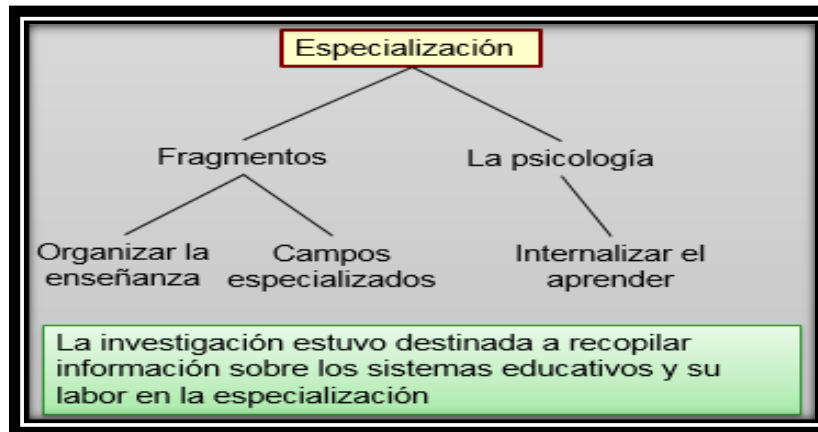 Especialización
Fragmentos
La psicología
Organizar la
enseñanza
Campos
especializados
Internalizar el
aprender
La investigación estuvo destinada a recopilar
información sobre los sistemas educativos y su
labor en la especialización